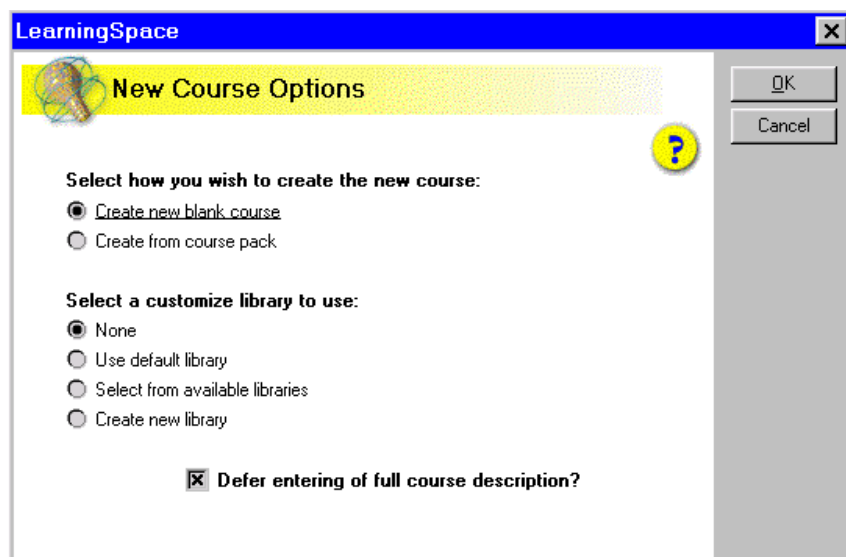 LearningSpace
New Course Options
OK
Cancel
?
Select how you wish to create the new course:
Create new blank course
Create from course pack
Select a customize library to use:
None
Use default library
Select from available libraries
Create new library
Defer entering of full course description?